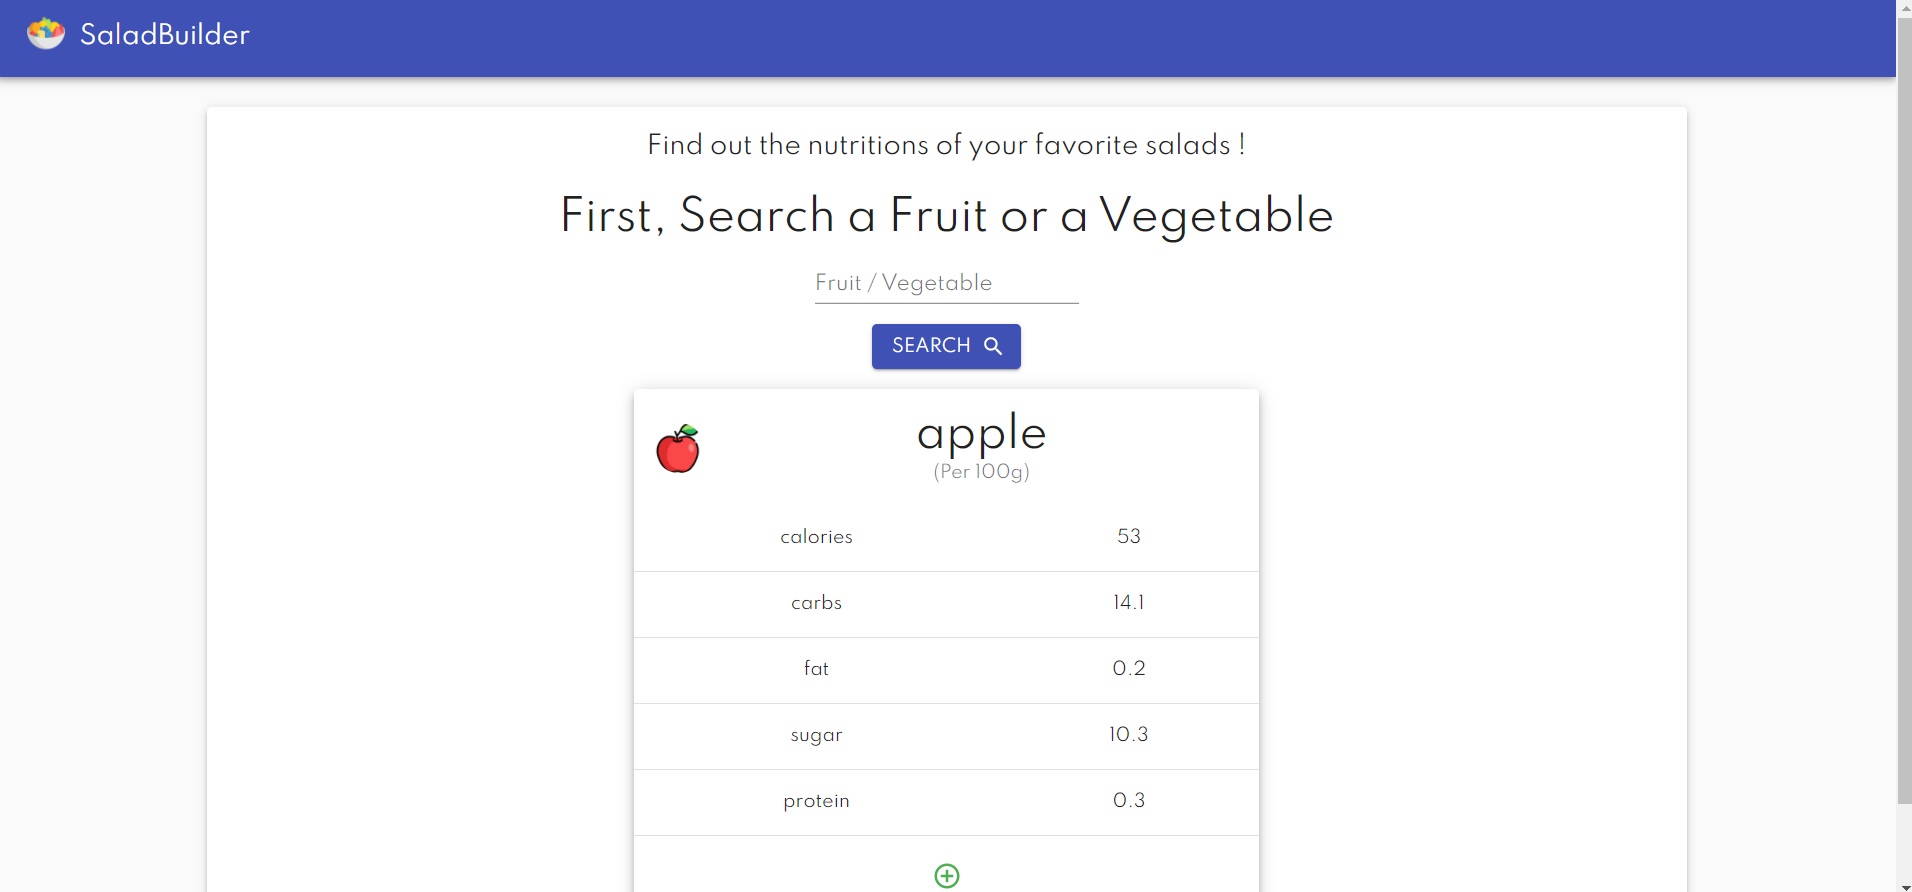 SaladBuilder
Find out the nutritions of your favorite salads !
First, Search a Fruit or a Vegetable
Fruit / Vegetable
SEARCH
apple
(Per 100g)
calories 53
carbs 14.1
fat 0.2
sugar 10.3
protein 0.3